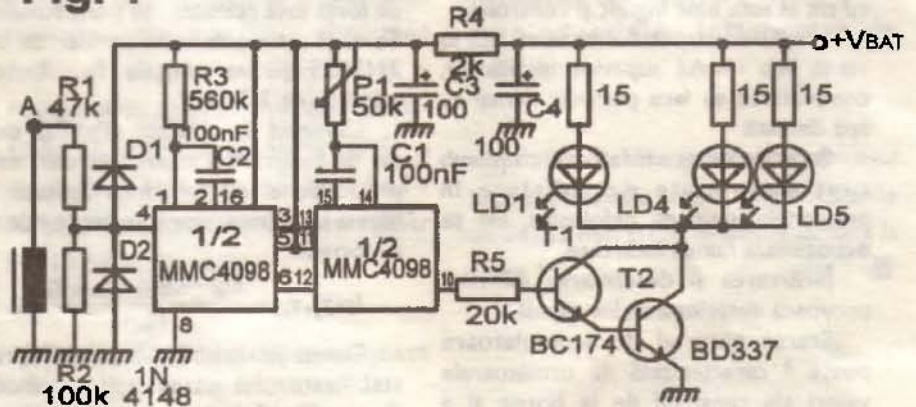 R4
2k
+VBAT
R1
47k
A
R3
560k
100nF
C2
P1
50k
C3
100
C4
100
15
15
15
D1
C1
100nF
1
2
16
15
14
4
3
13
5
11
LD1
LD4
LD5
D2
1/2
MMC4098
1/2
MMC4098
6
12
10
R5
20k
T1
T2
8
BC174
BD337
R2
100k
1N
4148